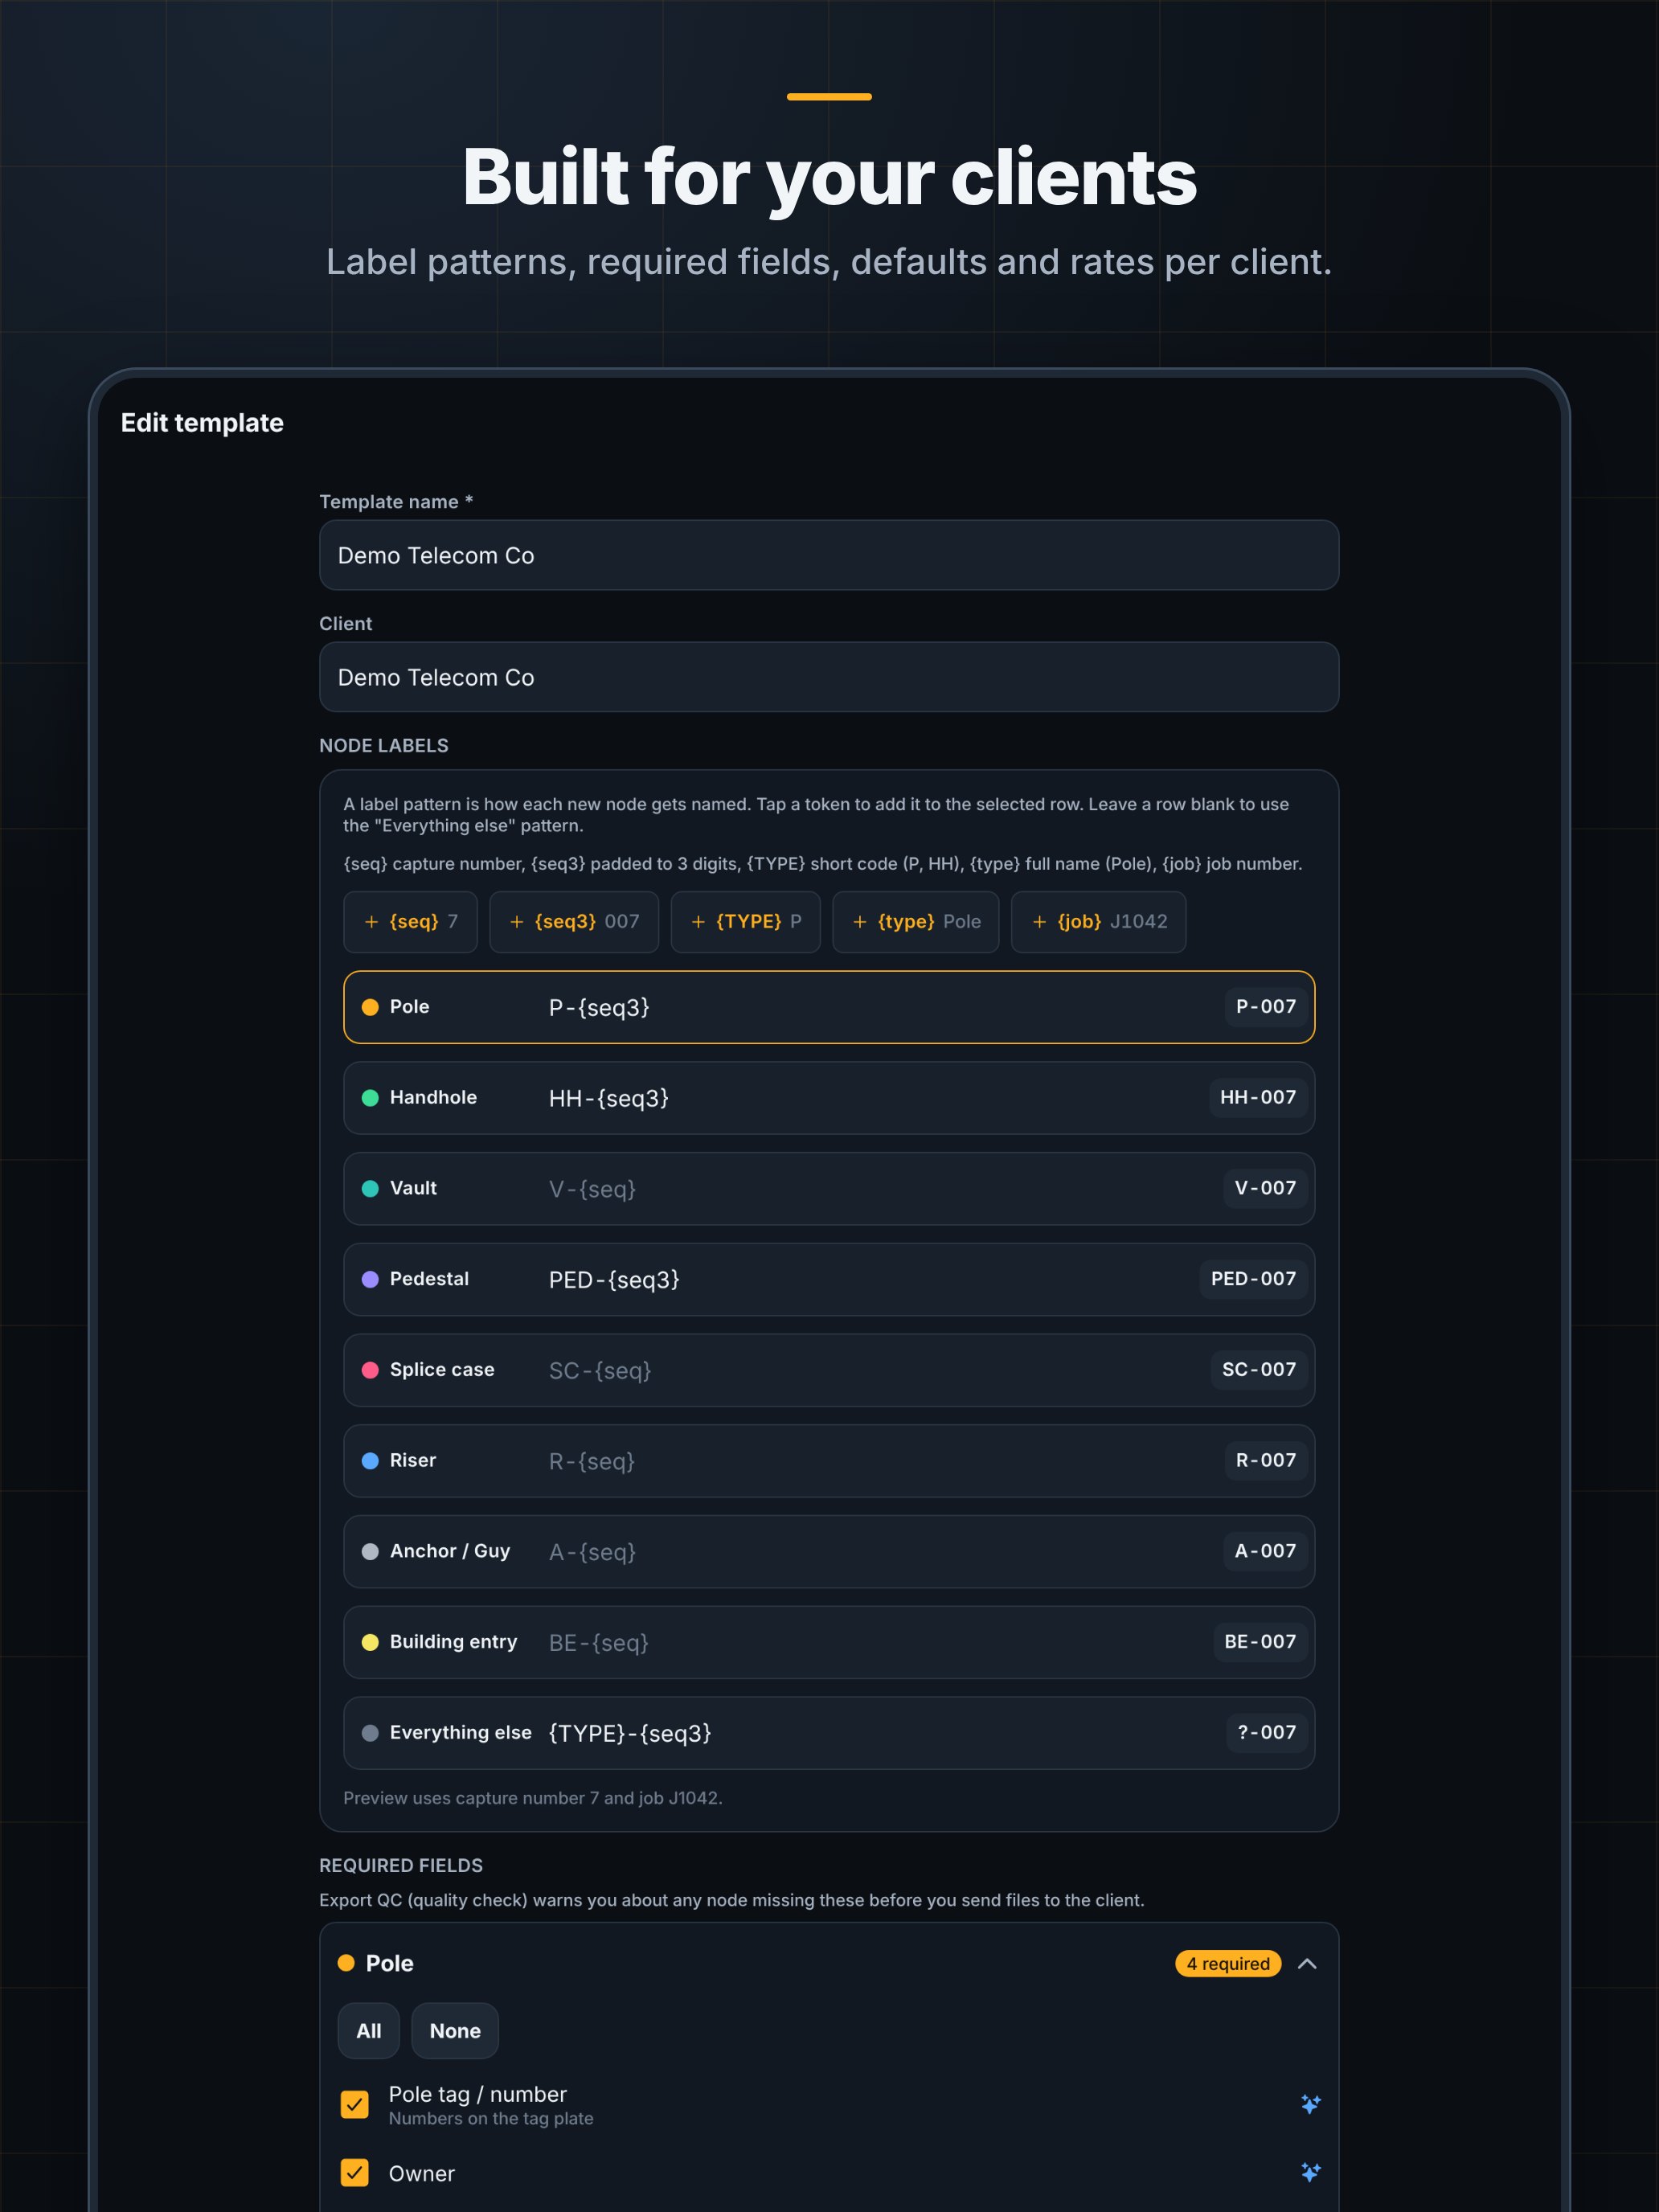 Built for your clients
Label patterns, required fields, defaults and rates per client.
Edit template
Template name *
Demo Telecom Co
Client
Demo Telecom Co
NODE LABELS
A label pattern is how each new node gets named. Tap a token to add it to the selected row. Leave a row blank to use
the "Everything else" pattern.
{seq} capture number, {seq3} padded to 3 digits, {TYPE} short code (P, HH), {type} full name (Pole), {job} job number.
+ {seq} 7 + {seq3} 007 + {TYPE} P + {type} Pole + {job} J1042
Pole P-{seq3} P-007
Handhole HH-{seq3} HH-007
Vault V-{seq} V-007
Pedestal PED-{seq3} PED-007
Splice case SC-{seq} SC-007
Riser R-{seq} R-007
Anchor / Guy A-{seq} A-007
Building entry BE-{seq} BE-007
Everything else {TYPE}-{seq3} ?-007
Preview uses capture number 7 and job J1042.
REQUIRED FIELDS
Export QC (quality check) warns you about any node missing these before you send files to the client.
Pole 4 required
All None
Pole tag / number
Numbers on the tag plate
Owner